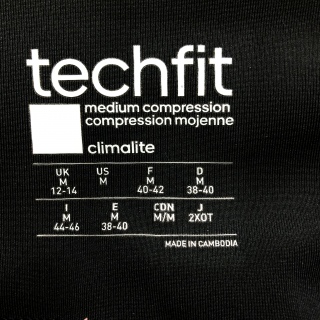 techfit
medium compression
compression mojenne
climalite
UK US F D
M M M M
12-14 40-42 38-40
I E CDN J
M M M/M 2XOT
44-46 38-40
MADE IN CAMBODIA